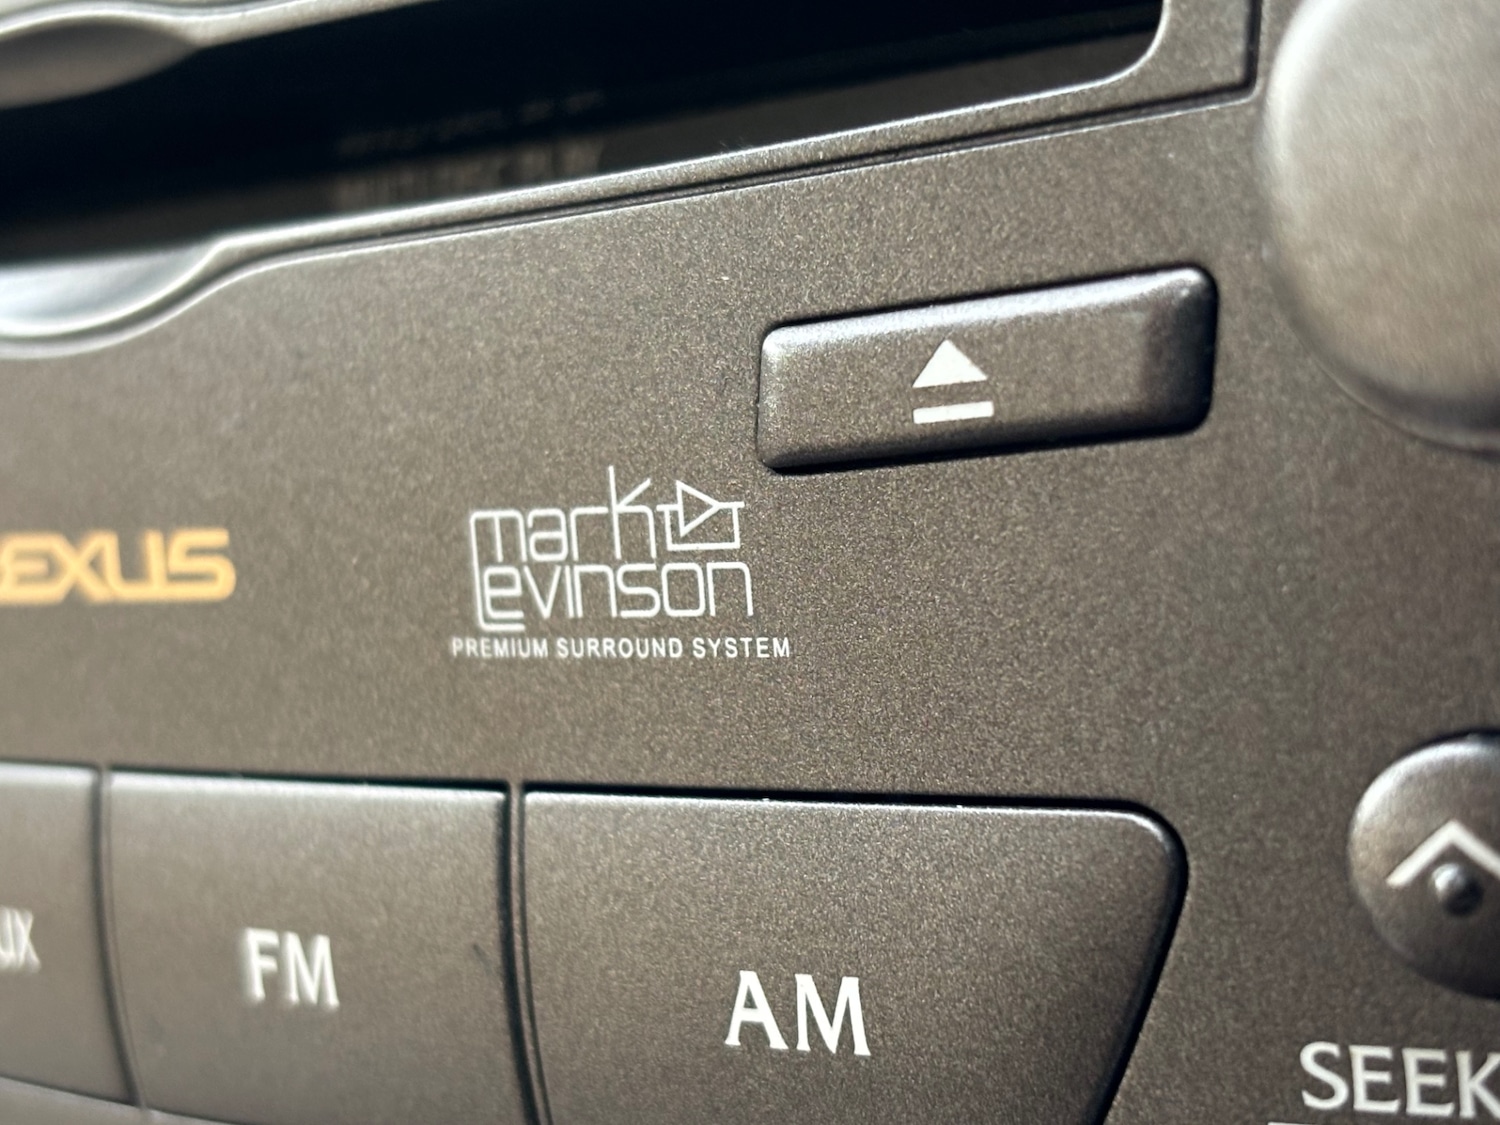 EXUS
mark
Levinson
PREMIUM SURROUND SYSTEM
UX
FM
AM
SEEK